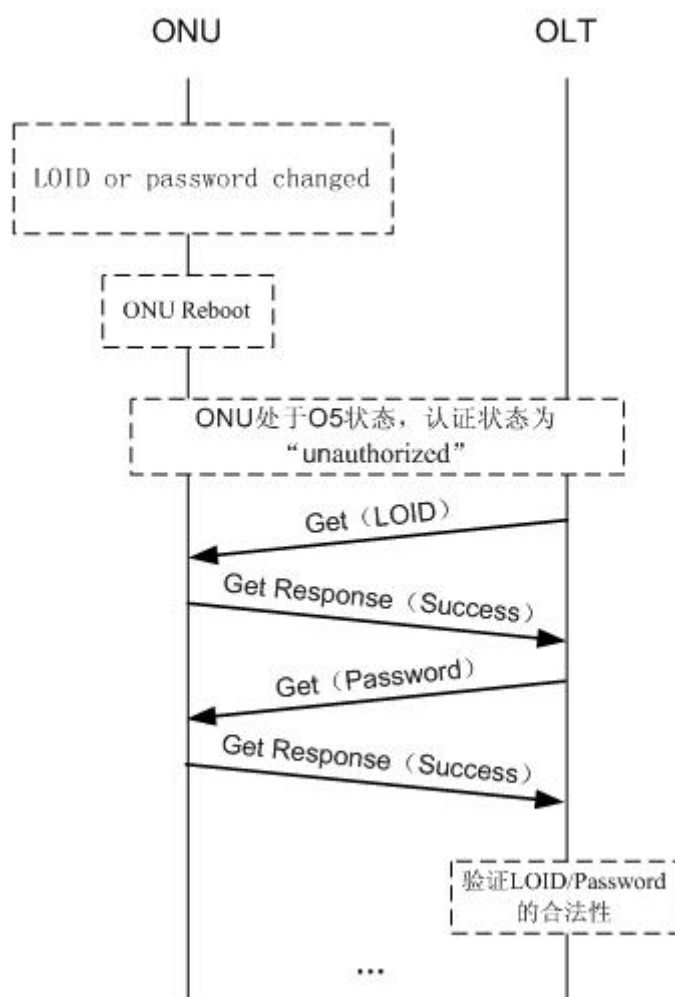 ONU
OLT
LOID or password changed
ONU Reboot
ONU处于O5状态，认证状态为
“unauthorized”
Get（LOID）
Get Response（Success）
Get（Password）
Get Response（Success）
验证LOID/Password
的合法性
...